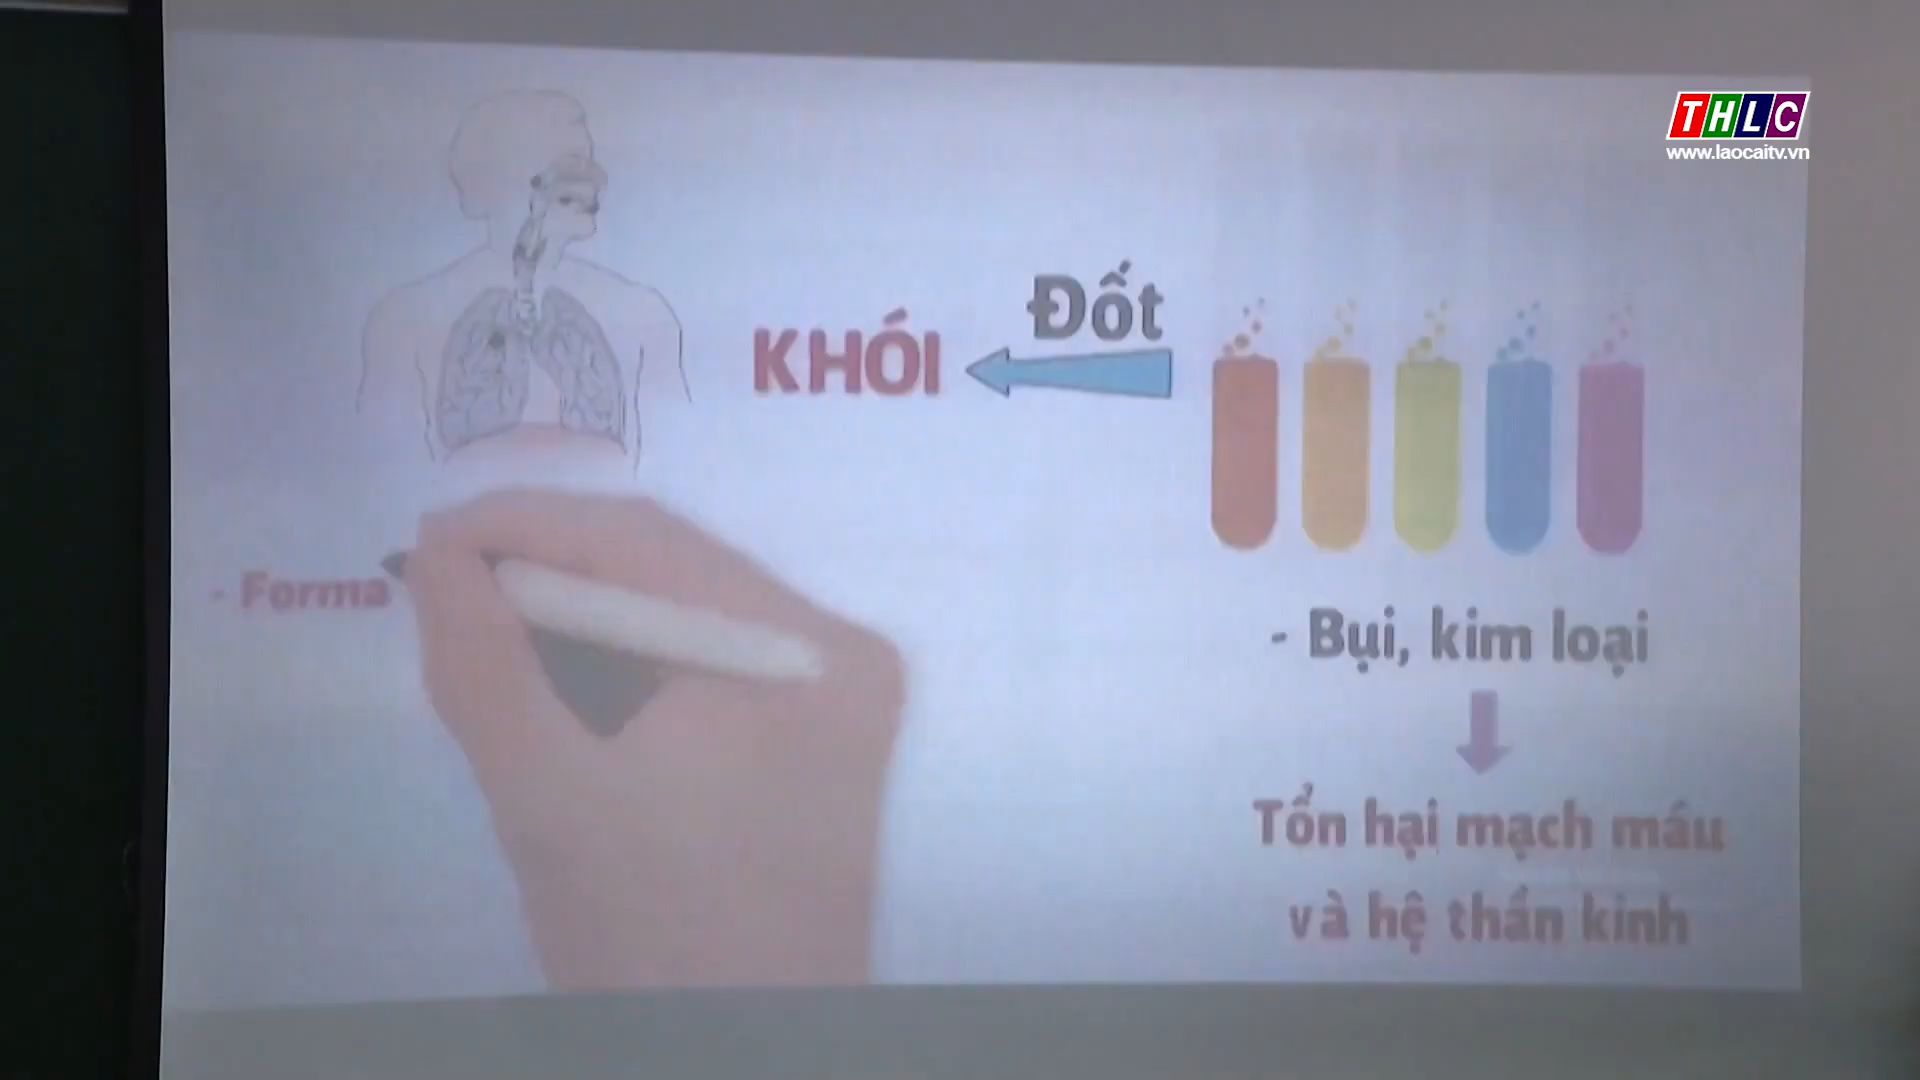 THLC
www.laocaitv.vn
Đốt
KHÓI
- Forma
- Bụi, kim loại
Tổn hại mạch máu
và hệ thần kinh